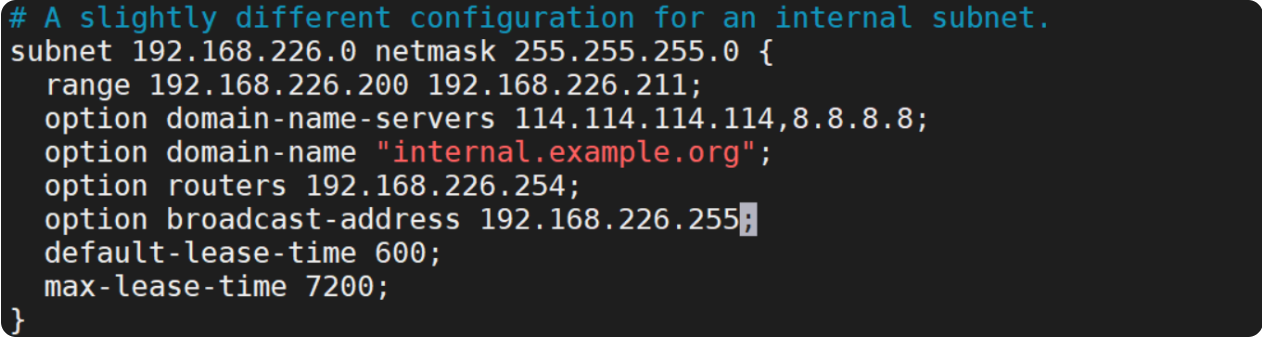 # A slightly different configuration for an internal subnet.
subnet 192.168.226.0 netmask 255.255.255.0 {
  range 192.168.226.200 192.168.226.211;
  option domain-name-servers 114.114.114.114,8.8.8.8;
  option domain-name "internal.example.org";
  option routers 192.168.226.254;
  option broadcast-address 192.168.226.255;
  default-lease-time 600;
  max-lease-time 7200;
}